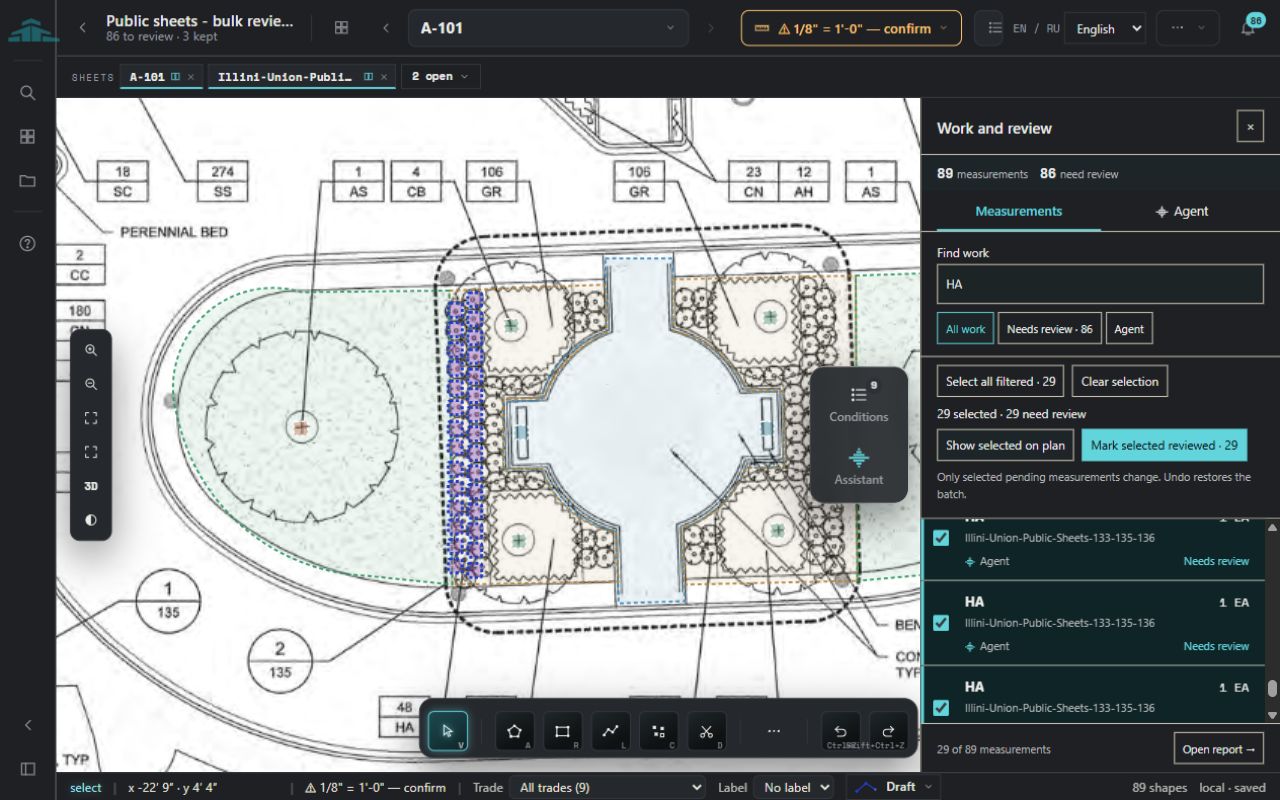 Public sheets - bulk revie...
86 to review · 3 kept
A-101
⚠ 1/8" = 1'-0" — confirm
EN / RU
English
···
86
SHEETS
A-101
×
Illini-Union-Publi…
×
2 open
18
SC
274
SS
1
AS
4
CB
106
GR
106
GR
23
CN
12
AH
1
AS
PERENNIAL BED
2
CC
180
3D
1
135
2
135
48
HA
TYP
BEN
CON
TYP
9
Conditions
Assistant
V
A
R
L
C
D
···
Work and review
×
89 measurements 86 need review
Measurements
Agent
Find work
HA
All work
Needs review · 86
Agent
Select all filtered · 29
Clear selection
29 selected · 29 need review
Show selected on plan
Mark selected reviewed · 29
Only selected pending measurements change. Undo restores the
batch.
HA 1 EA
Illini-Union-Public-Sheets-133-135-136
Agent Needs review
HA 1 EA
Illini-Union-Public-Sheets-133-135-136
Agent Needs review
HA 1 EA
Illini-Union-Public-Sheets-133-135-136
29 of 89 measurements
Open report →
select
x -22' 9" · y 4' 4"
⚠ 1/8" = 1'-0" — confirm
Trade
All trades (9)
Label
No label
Draft
89 shapes
local · saved